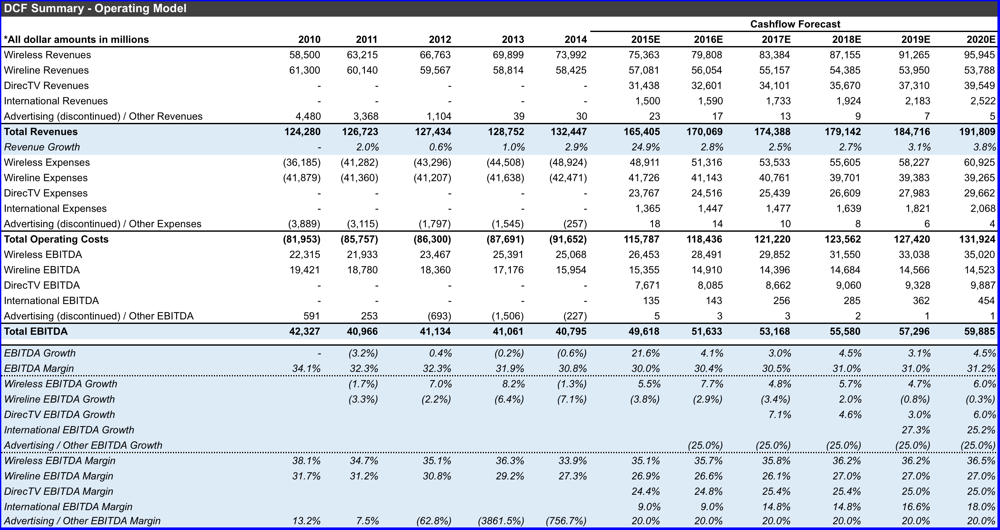 DCF Summary - Operating Model
Cashflow Forecast
*All dollar amounts in millions 2010 2011 2012 2013 2014 2015E 2016E 2017E 2018E 2019E 2020E
Wireless Revenues 58,500 63,215 66,763 69,899 73,992 75,363 79,808 83,384 87,155 91,265 95,945
Wireline Revenues 61,300 60,140 59,567 58,814 58,425 57,081 56,054 55,157 54,385 53,950 53,788
DirecTV Revenues - - - - - 31,438 32,601 34,101 35,670 37,310 39,549
International Revenues - - - - - 1,500 1,590 1,733 1,924 2,183 2,522
Advertising (discontinued) / Other Revenues 4,480 3,368 1,104 39 30 23 17 13 9 7 5
Total Revenues 124,280 126,723 127,434 128,752 132,447 165,405 170,069 174,388 179,142 184,716 191,809
Revenue Growth - 2.0% 0.6% 1.0% 2.9% 24.9% 2.8% 2.5% 2.7% 3.1% 3.8%
Wireless Expenses (36,185) (41,282) (43,296) (44,508) (48,924) 48,911 51,316 53,533 55,605 58,227 60,925
Wireline Expenses (41,879) (41,360) (41,207) (41,638) (42,471) 41,726 41,143 40,761 39,701 39,383 39,265
DirecTV Expenses - - - - - 23,767 24,516 25,439 26,609 27,983 29,662
International Expenses - - - - - 1,365 1,447 1,477 1,639 1,821 2,068
Advertising (discontinued) / Other Expenses (3,889) (3,115) (1,797) (1,545) (257) 18 14 10 8 6 4
Total Operating Costs (81,953) (85,757) (86,300) (87,691) (91,652) 115,787 118,436 121,220 123,562 127,420 131,924
Wireless EBITDA 22,315 21,933 23,467 25,391 25,068 26,453 28,491 29,852 31,550 33,038 35,020
Wireline EBITDA 19,421 18,780 18,360 17,176 15,954 15,355 14,910 14,396 14,684 14,566 14,523
DirecTV EBITDA - - - - - 7,671 8,085 8,662 9,060 9,328 9,887
International EBITDA - - - - - 135 143 256 285 362 454
Advertising (discontinued) / Other EBITDA 591 253 (693) (1,506) (227) 5 3 3 2 1 1
Total EBITDA 42,327 40,966 41,134 41,061 40,795 49,618 51,633 53,168 55,580 57,296 59,885
EBITDA Growth - (3.2%) 0.4% (0.2%) (0.6%) 21.6% 4.1% 3.0% 4.5% 3.1% 4.5%
EBITDA Margin 34.1% 32.3% 32.3% 31.9% 30.8% 30.0% 30.4% 30.5% 31.0% 31.0% 31.2%
Wireless EBITDA Growth (1.7%) 7.0% 8.2% (1.3%) 5.5% 7.7% 4.8% 5.7% 4.7% 6.0%
Wireline EBITDA Growth (3.3%) (2.2%) (6.4%) (7.1%) (3.8%) (2.9%) (3.4%) 2.0% (0.8%) (0.3%)
DirecTV EBITDA Growth 7.1% 4.6% 3.0% 6.0%
International EBITDA Growth 27.3% 25.2%
Advertising / Other EBITDA Growth (25.0%) (25.0%) (25.0%) (25.0%) (25.0%)
Wireless EBITDA Margin 38.1% 34.7% 35.1% 36.3% 33.9% 35.1% 35.7% 35.8% 36.2% 36.2% 36.5%
Wireline EBITDA Margin 31.7% 31.2% 30.8% 29.2% 27.3% 26.9% 26.6% 26.1% 27.0% 27.0% 27.0%
DirecTV EBITDA Margin 24.4% 24.8% 25.4% 25.4% 25.0% 25.0%
International EBITDA Margin 9.0% 9.0% 14.8% 14.8% 16.6% 18.0%
Advertising / Other EBITDA Margin 13.2% 7.5% (62.8%) (3861.5%) (756.7%) 20.0% 20.0% 20.0% 20.0% 20.0% 20.0%